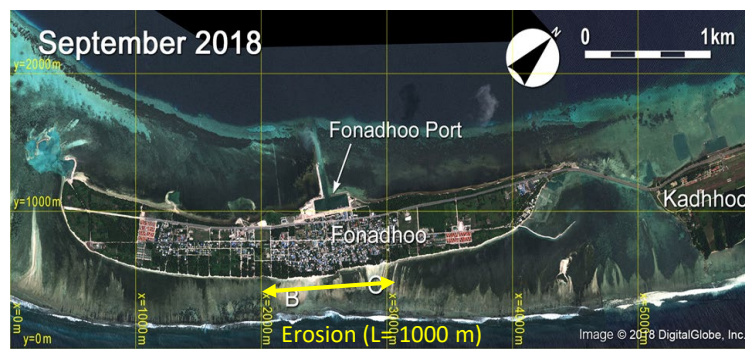 September 2018
N
0 1km
y=2000m
Fonadhoo Port
y=1000m
Kadhhoo
Fonadhoo
B
C
x=0m
x=1000m
x=2000m
x=3000m
x=4000m
x=5000m
y=0m
Erosion (L=1000 m)
Image © 2018 DigitalGlobe, Inc.